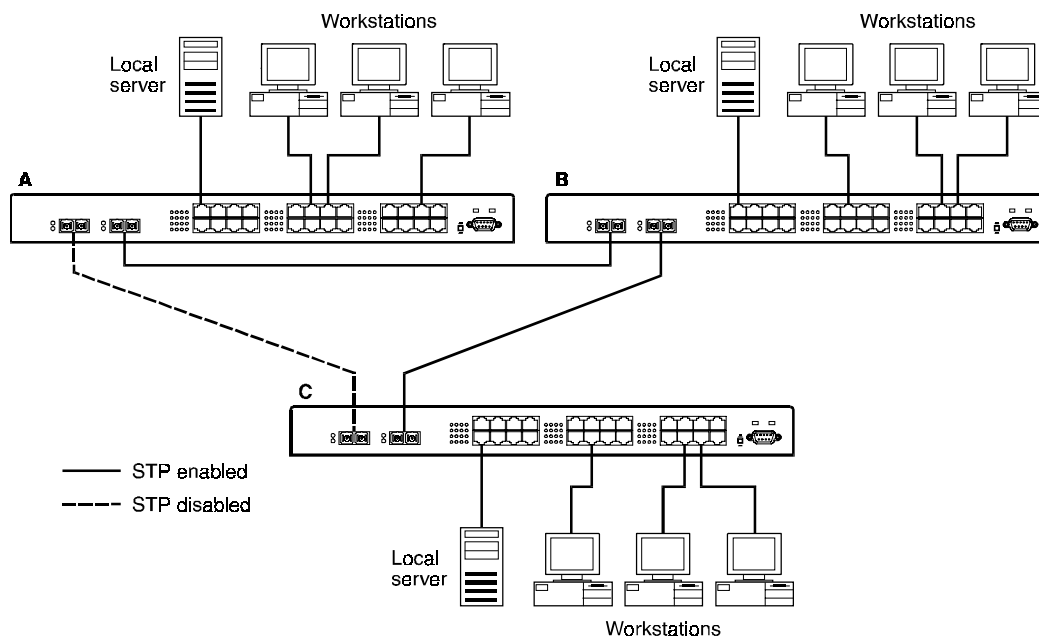 Workstations
Local
server
A
Workstations
Local
server
B
C
STP enabled
STP disabled
Local
server
Workstations